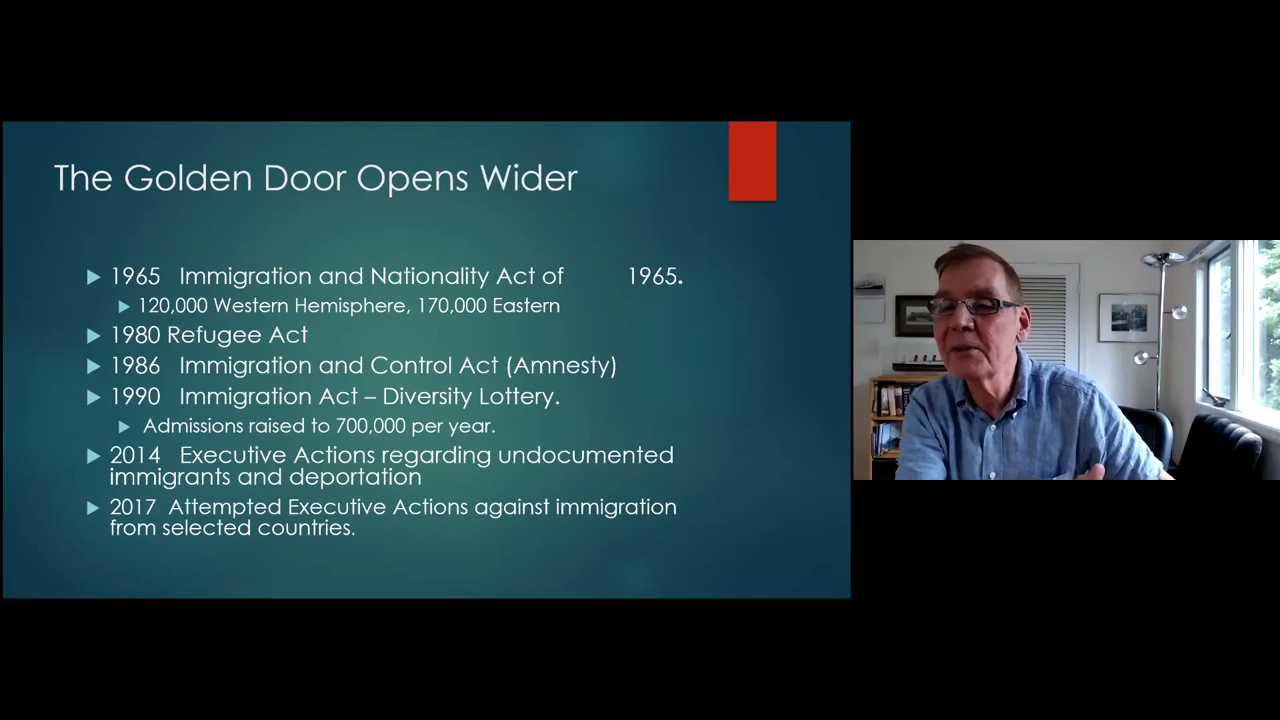 The Golden Door Opens Wider
1965 Immigration and Nationality Act of 1965.
120,000 Western Hemisphere, 170,000 Eastern
1980 Refugee Act
1986 Immigration and Control Act (Amnesty)
1990 Immigration Act – Diversity Lottery.
Admissions raised to 700,000 per year.
2014 Executive Actions regarding undocumented
immigrants and deportation
2017 Attempted Executive Actions against immigration
from selected countries.